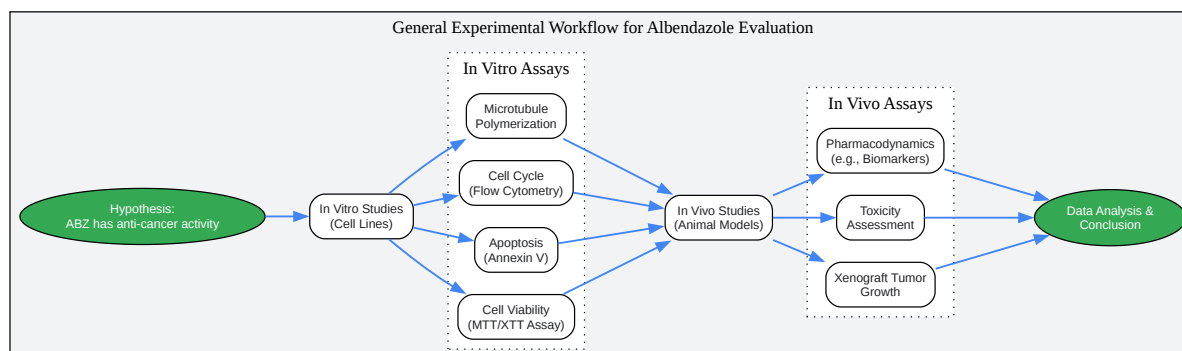 General Experimental Workflow for Albendazole Evaluation
Hypothesis:
ABZ has anti-cancer activity
In Vitro Studies
(Cell Lines)
In Vitro Assays
Microtubule
Polymerization
Cell Cycle
(Flow Cytometry)
Apoptosis
(Annexin V)
Cell Viability
(MTT/XTT Assay)
In Vivo Studies
(Animal Models)
In Vivo Assays
Pharmacodynamics
(e.g., Biomarkers)
Toxicity
Assessment
Xenograft Tumor
Growth
Data Analysis &
Conclusion